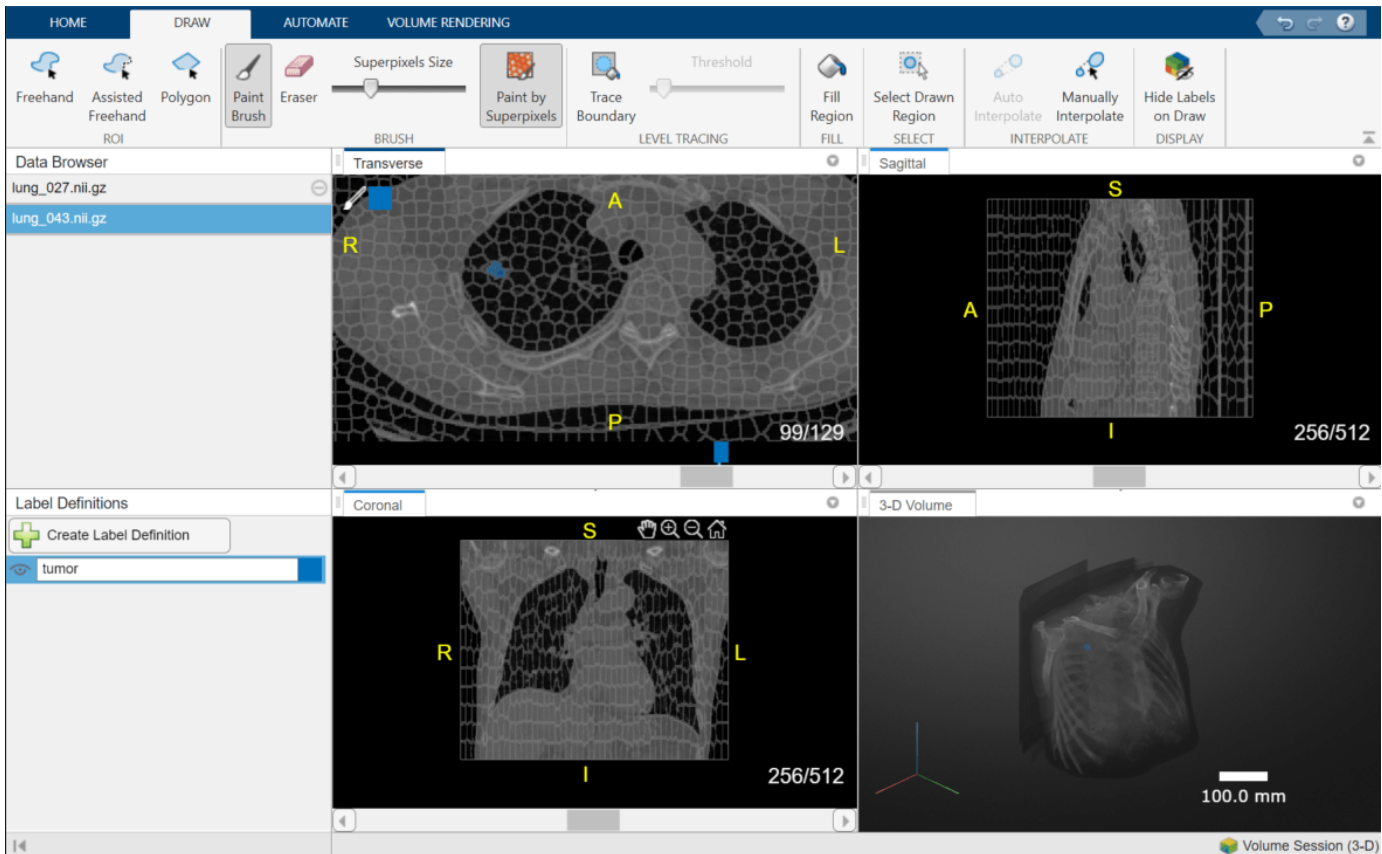 HOME DRAW AUTOMATE VOLUME RENDERING ?
Superpixels Size Threshold
Freehand Assisted Freehand Polygon Paint Brush Eraser Paint by Superpixels Trace Boundary Fill Region Select Drawn Region Auto Interpolate Manually Interpolate Hide Labels on Draw
ROI BRUSH LEVEL TRACING FILL SELECT INTERPOLATE DISPLAY
Data Browser
lung_027.nii.gz
lung_043.nii.gz
Transverse
A
R L
P
99/129
Sagittal
S
A P
I
256/512
Label Definitions
Create Label Definition
tumor
Coronal
S
R L
I
256/512
3-D Volume
100.0 mm
Volume Session (3-D)